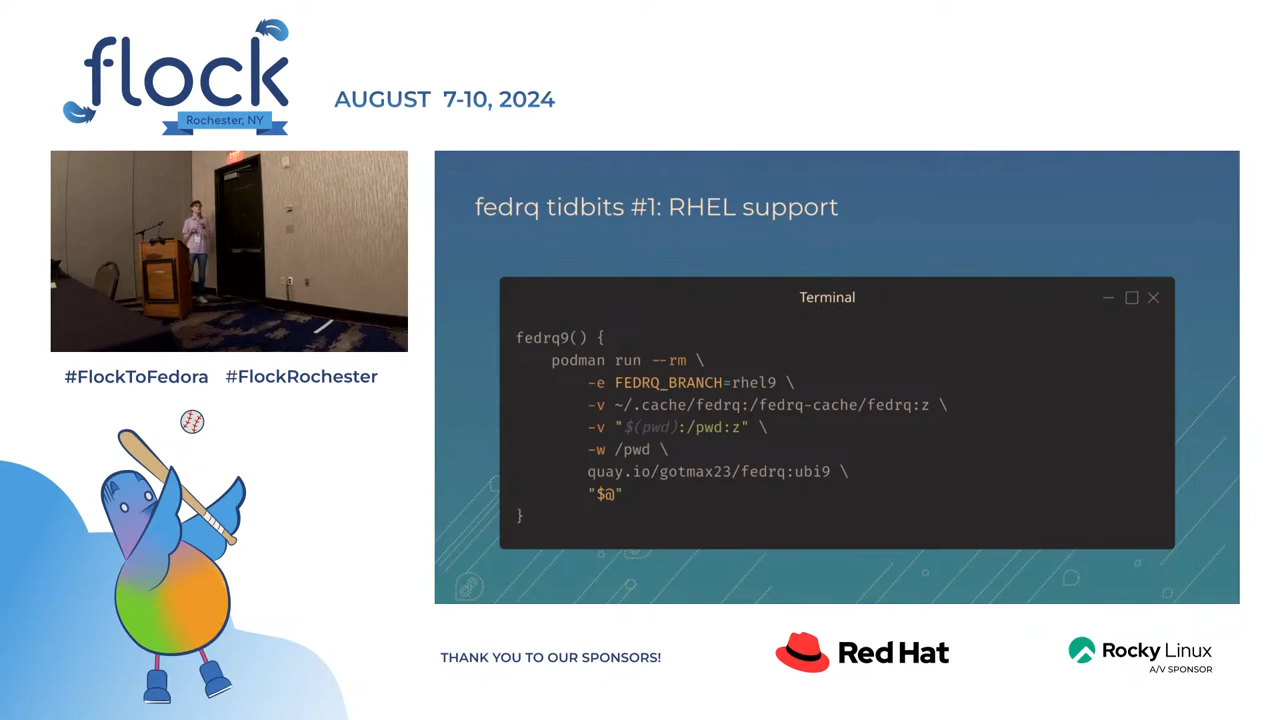 flock
Rochester, NY
AUGUST 7-10, 2024
#FlockToFedora #FlockRochester
fedrq tidbits #1: RHEL support
Terminal
fedrq9() {
podman run --rm \
-e FEDRQ_BRANCH=rhel9 \
-v ~/.cache/fedrq:/fedrq-cache/fedrq:z \
-v "$(pwd):/pwd:z" \
-w /pwd \
quay.io/gotmax23/fedrq:ubi9 \
"$@"
}
THANK YOU TO OUR SPONSORS!
Red Hat
Rocky Linux
A/V SPONSOR